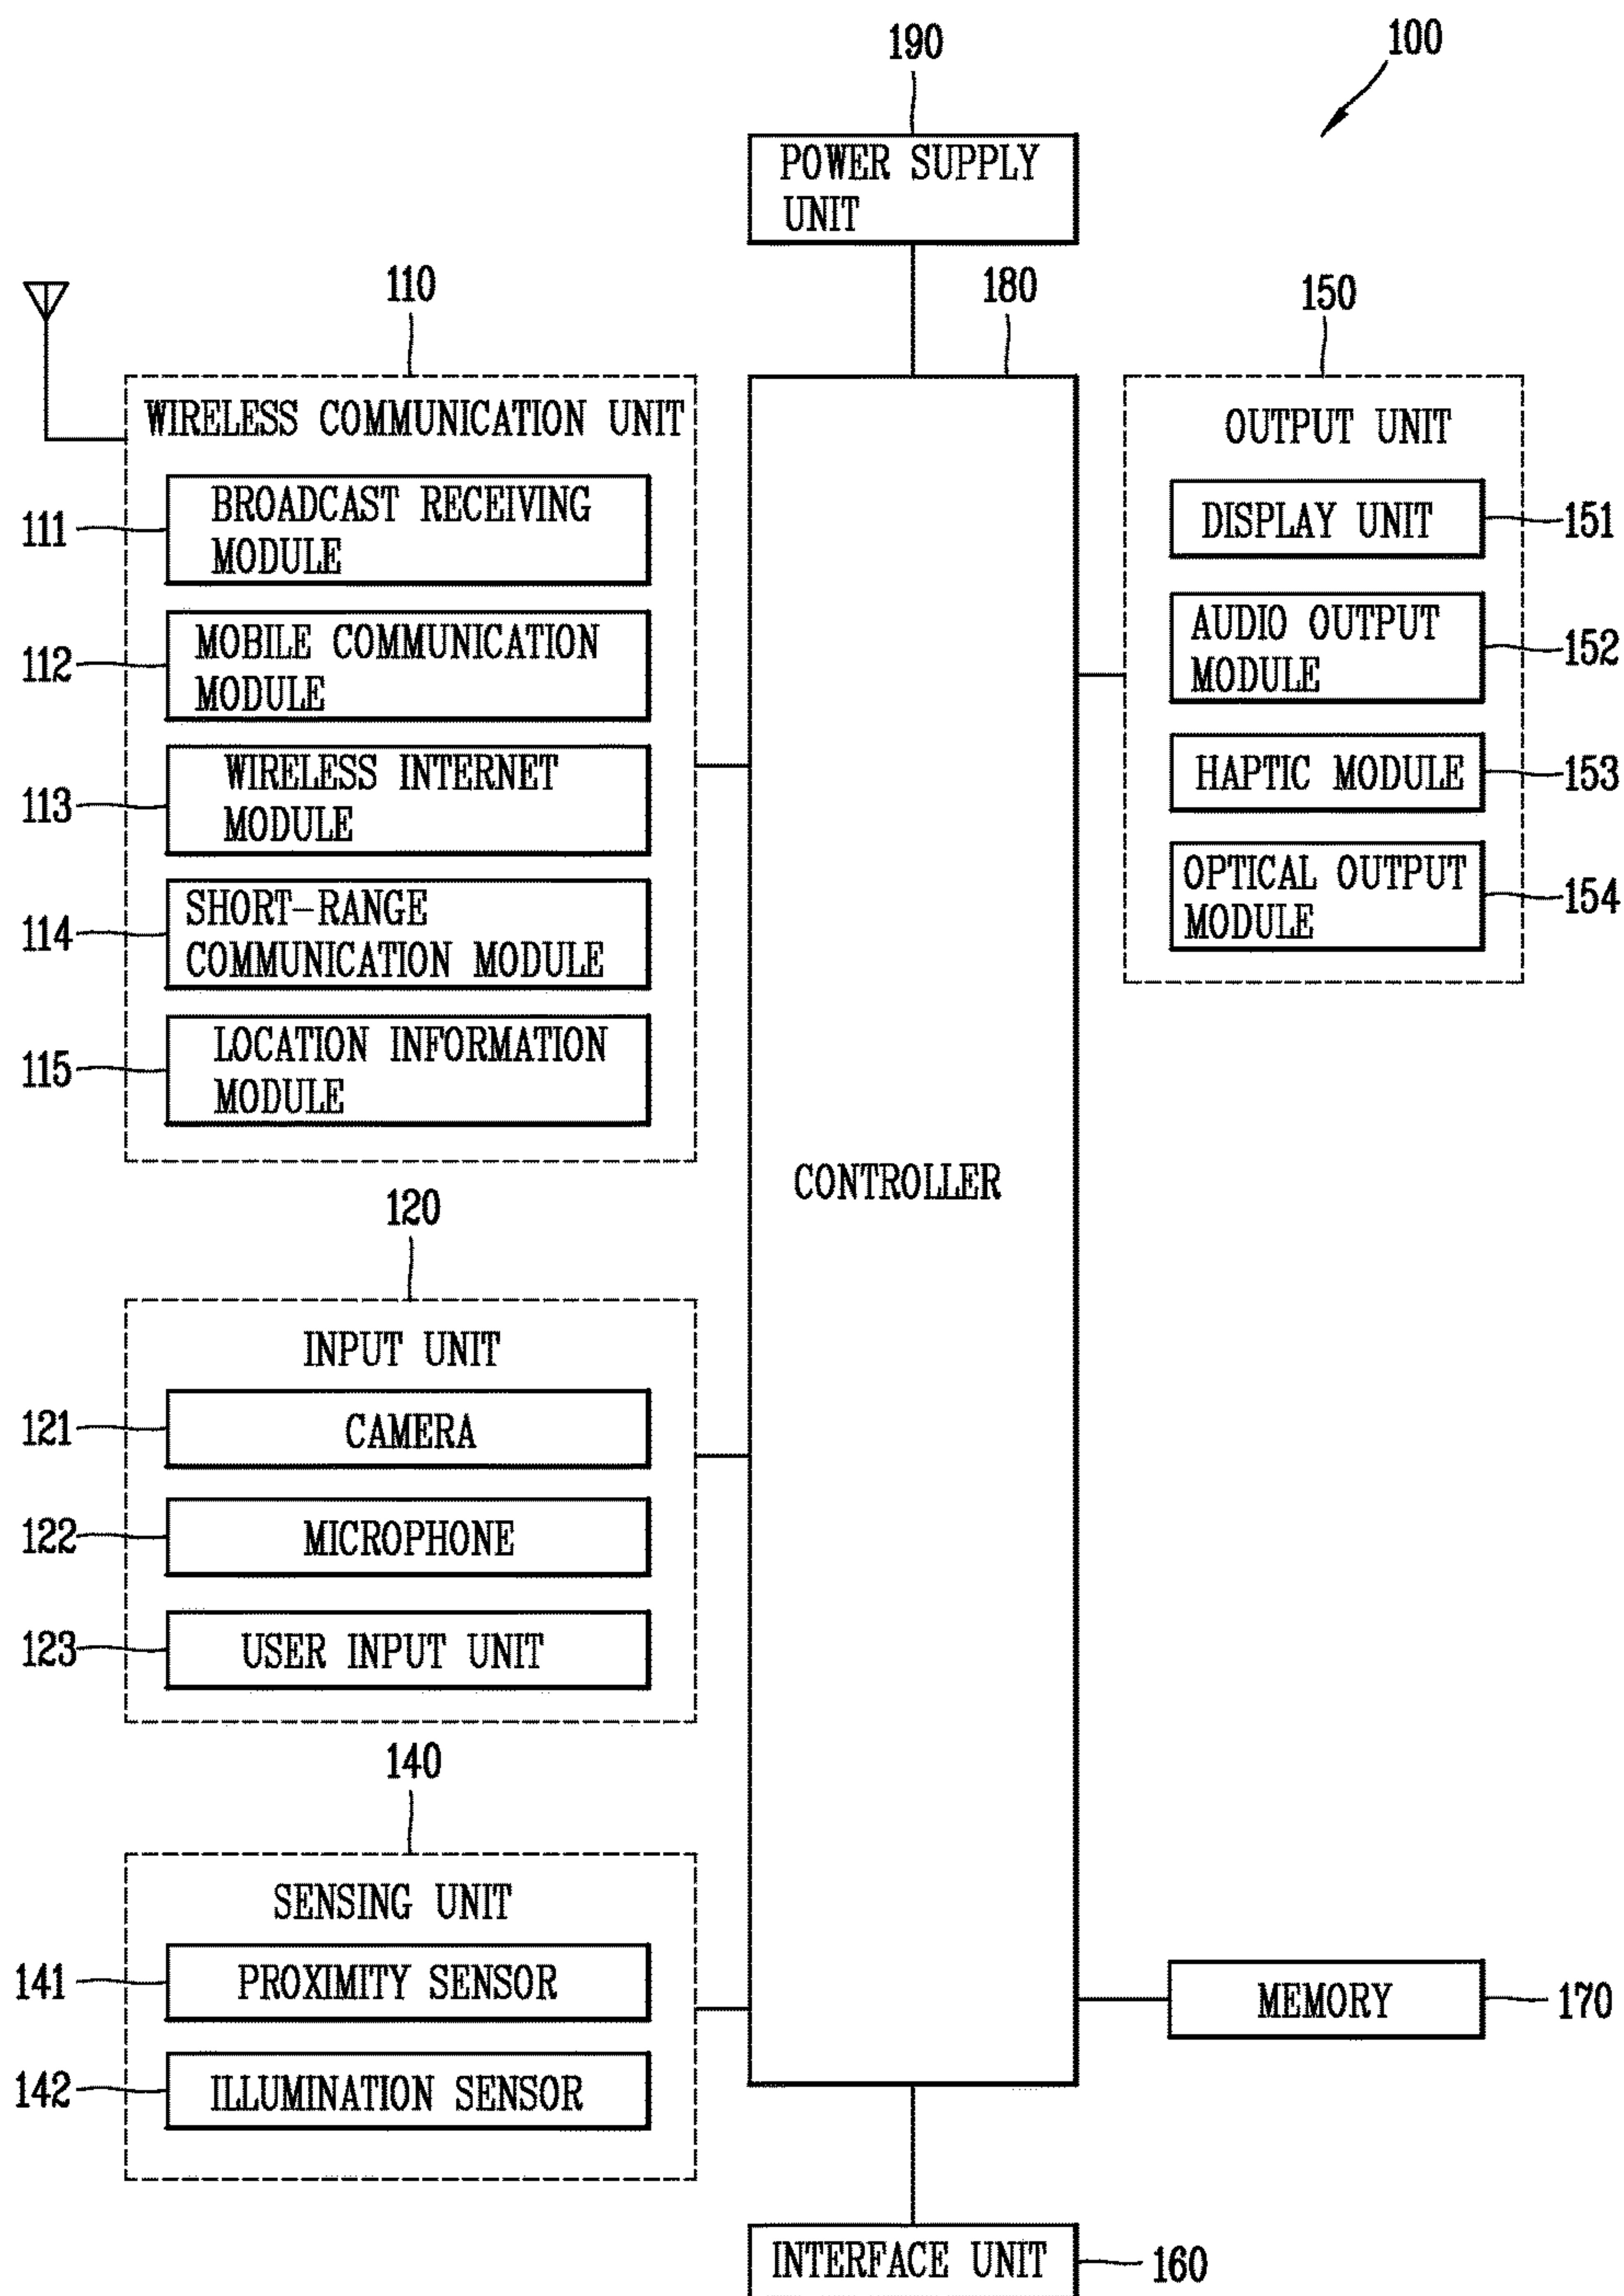 190
100
POWER SUPPLY
UNIT
110
180
150
WIRELESS COMMUNICATION UNIT
111
BROADCAST RECEIVING
MODULE
112
MOBILE COMMUNICATION
MODULE
113
WIRELESS INTERNET
MODULE
114
SHORT-RANGE
COMMUNICATION MODULE
115
LOCATION INFORMATION
MODULE
OUTPUT UNIT
DISPLAY UNIT
151
AUDIO OUTPUT
MODULE
152
HAPTIC MODULE
153
OPTICAL OUTPUT
MODULE
154
CONTROLLER
120
INPUT UNIT
121
CAMERA
122
MICROPHONE
123
USER INPUT UNIT
140
SENSING UNIT
141
PROXIMITY SENSOR
142
ILLUMINATION SENSOR
MEMORY
170
INTERFACE UNIT
160